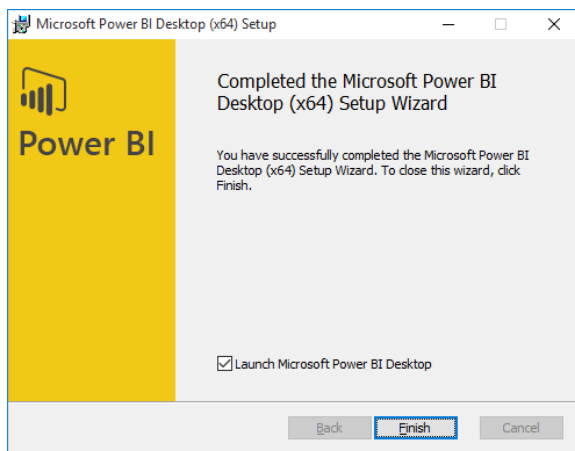 Microsoft Power BI Desktop (x64) Setup
Power BI
Completed the Microsoft Power BI
Desktop (x64) Setup Wizard
You have successfully completed the Microsoft Power BI
Desktop (x64) Setup Wizard. To close this wizard, click
Finish.
Launch Microsoft Power BI Desktop
Back Finish Cancel